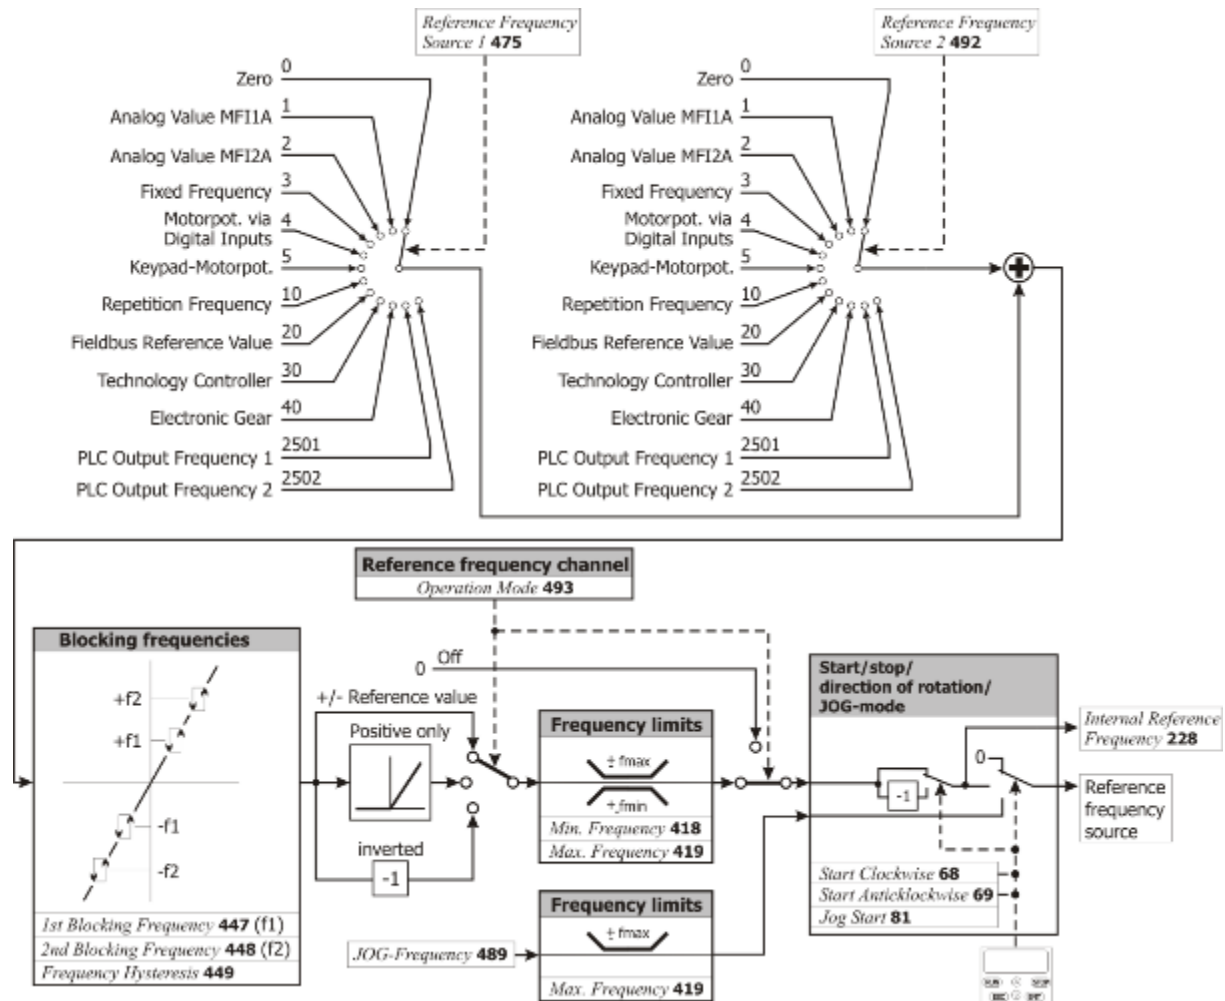 Reference Frequency
Source 1 475
Reference Frequency
Source 2 492
Zero 0
Analog Value MFI1A 1
Analog Value MFI2A 2
Fixed Frequency 3
Motorpot. via 4
Digital Inputs
Keypad-Motorpot. 5
Repetition Frequency 10
Fieldbus Reference Value 20
Technology Controller 30
Electronic Gear 40
PLC Output Frequency 1 2501
PLC Output Frequency 2 2502
Zero 0
Analog Value MFI1A 1
Analog Value MFI2A 2
Fixed Frequency 3
Motorpot. via 4
Digital Inputs
Keypad-Motorpot. 5
Repetition Frequency 10
Fieldbus Reference Value 20
Technology Controller 30
Electronic Gear 40
PLC Output Frequency 1 2501
PLC Output Frequency 2 2502
+
Reference frequency channel
Operation Mode 493
Blocking frequencies
+f2
+f1
-f1
-f2
1st Blocking Frequency 447 (f1)
2nd Blocking Frequency 448 (f2)
Frequency Hysteresis 449
0 Off
+/- Reference value
Positive only
inverted
-1
Frequency limits
± fmax
± fmin
Min. Frequency 418
Max. Frequency 419
Frequency limits
± fmax
Max. Frequency 419
JOG-Frequency 489
Start/stop/
direction of rotation/
JOG-mode
0
-1
Start Clockwise 68
Start Anticklockwise 69
Jog Start 81
Internal Reference
Frequency 228
Reference
frequency
source
RUN STOP
ESC ENT